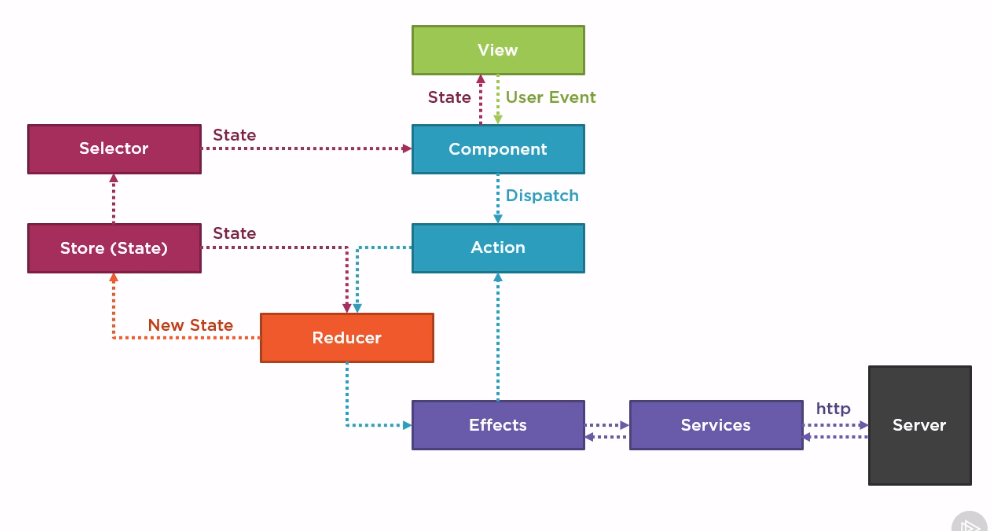 View
State
User Event
Selector
State
Component
Dispatch
Store (State)
State
Action
New State
Reducer
Effects
Services
http
Server